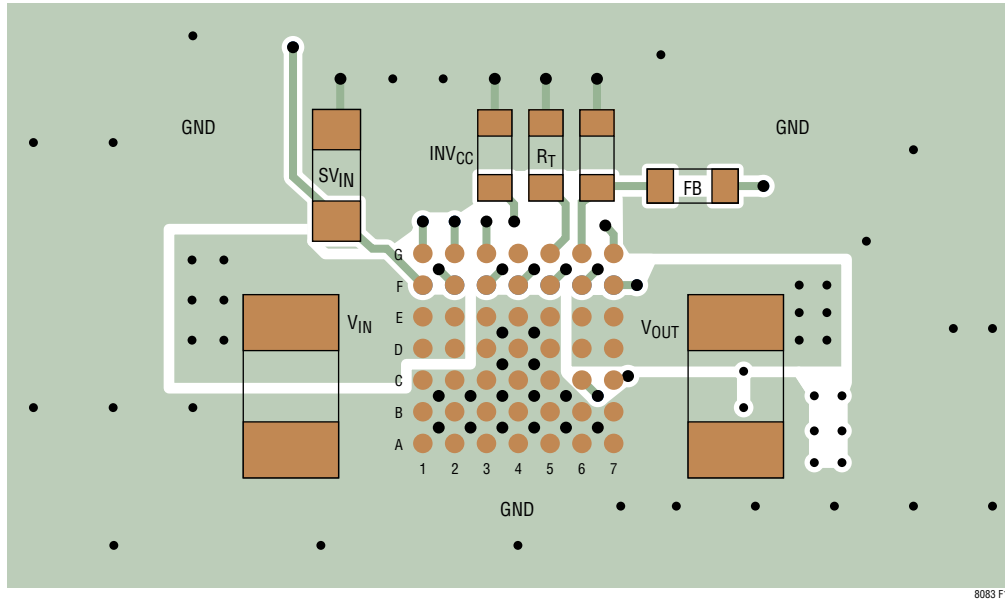 GND
GND
INVCC
RT
SVIN
FB
G
F
VIN
E
VOUT
D
C
B
A
1 2 3 4 5 6 7
GND
8083 F